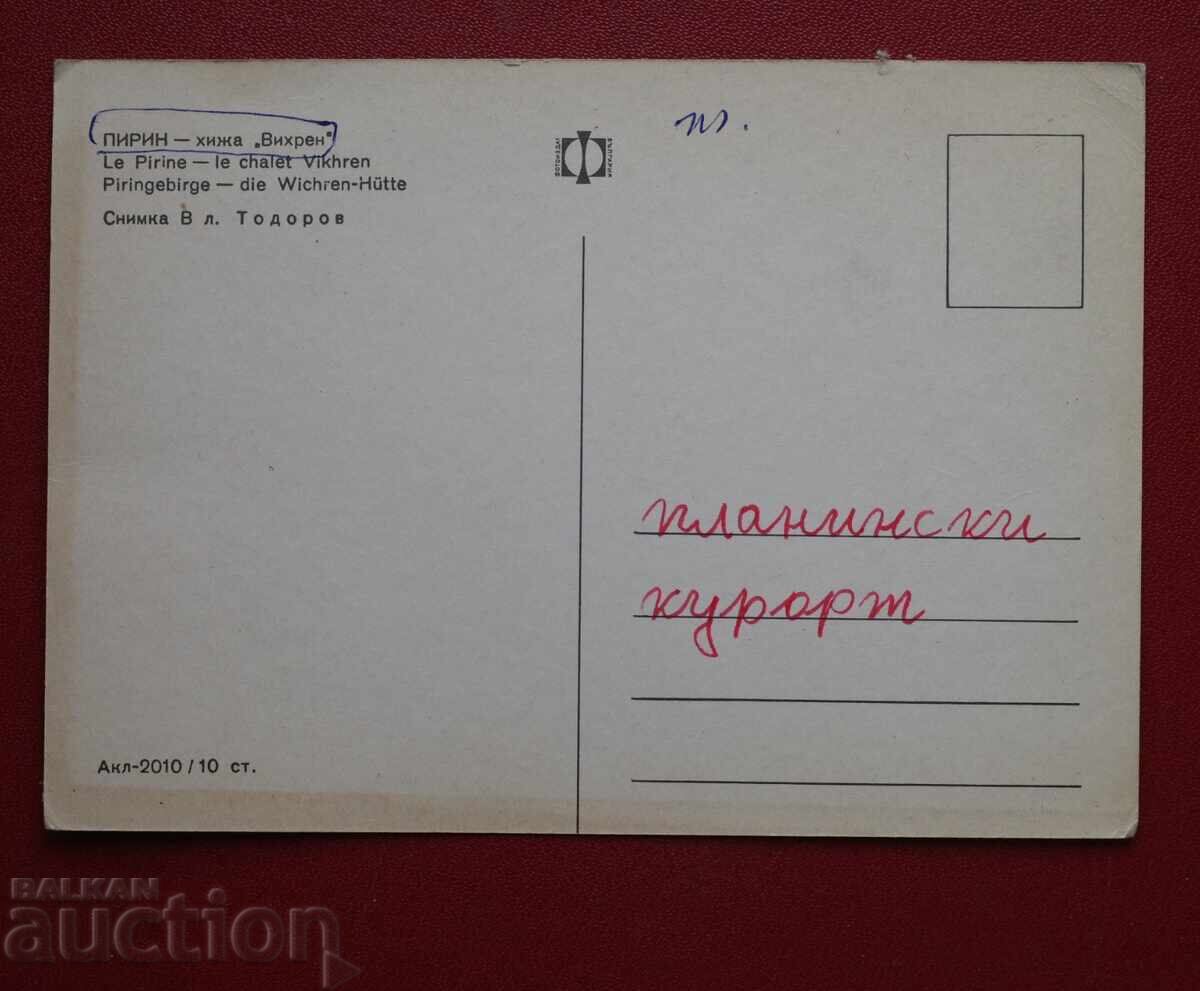 ПИРИН — хижа „Вихрен"
Le Pirine — le chalet Vikhren
Piringebirge — die Wichren-Hütte
Снимка Вл. Тодоров
планински
курорт
Акл-2010 / 10 ст.
BALKAN
auction